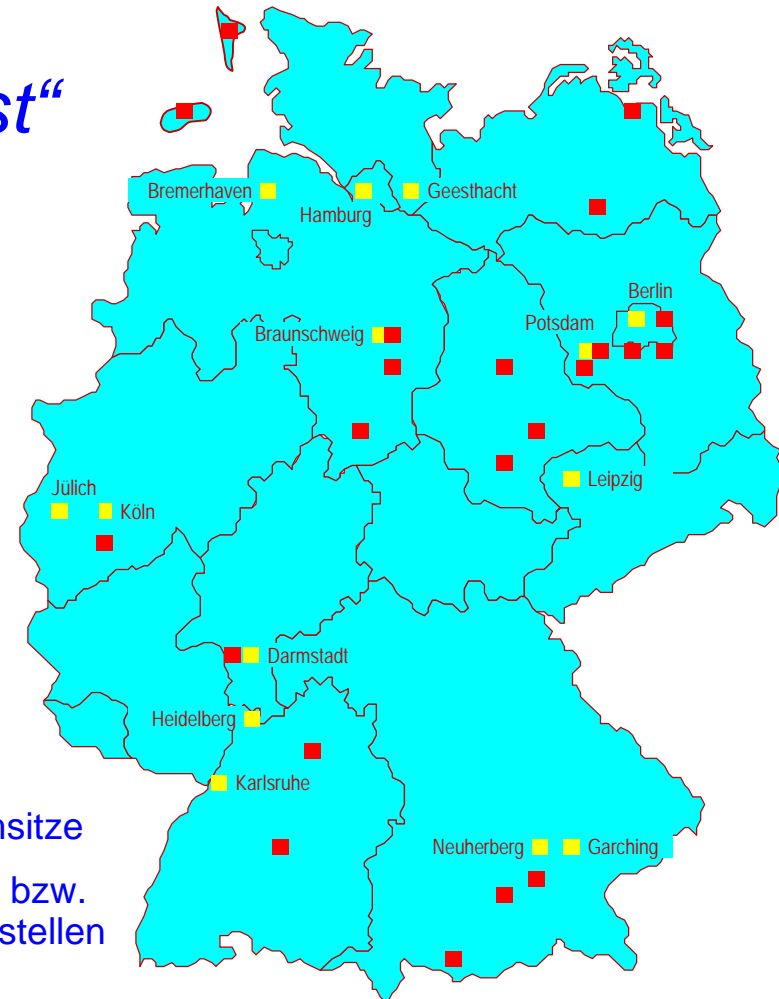 st“
Bremerhaven
Geesthacht
Hamburg
Berlin
Potsdam
Braunschweig
Leipzig
Jülich
Köln
Darmstadt
Heidelberg
Karlsruhe
nsitze
Neuherberg
Garching
bzw.
stellen